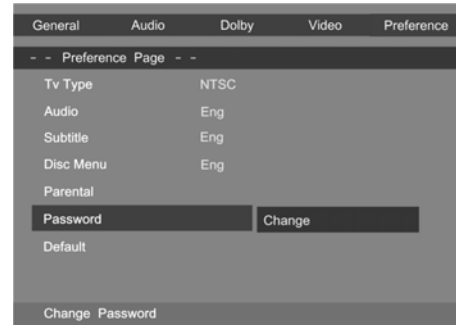 General Audio Dolby Video Preference
- - Preference Page - -
Tv Type NTSC
Audio Eng
Subtitle Eng
Disc Menu Eng
Parental
Password Change
Default
Change Password